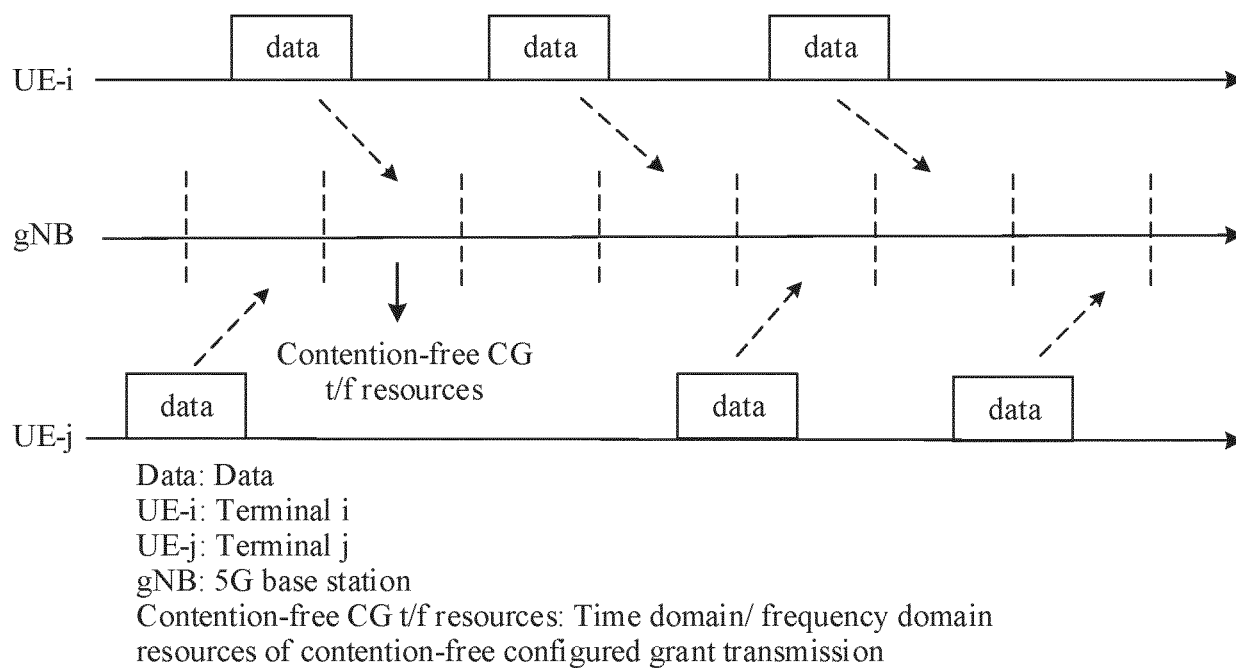 data data data
UE-i
gNB
Contention-free CG
t/f resources
data data data
UE-j
Data: Data
UE-i: Terminal i
UE-j: Terminal j
gNB: 5G base station
Contention-free CG t/f resources: Time domain/ frequency domain
resources of contention-free configured grant transmission